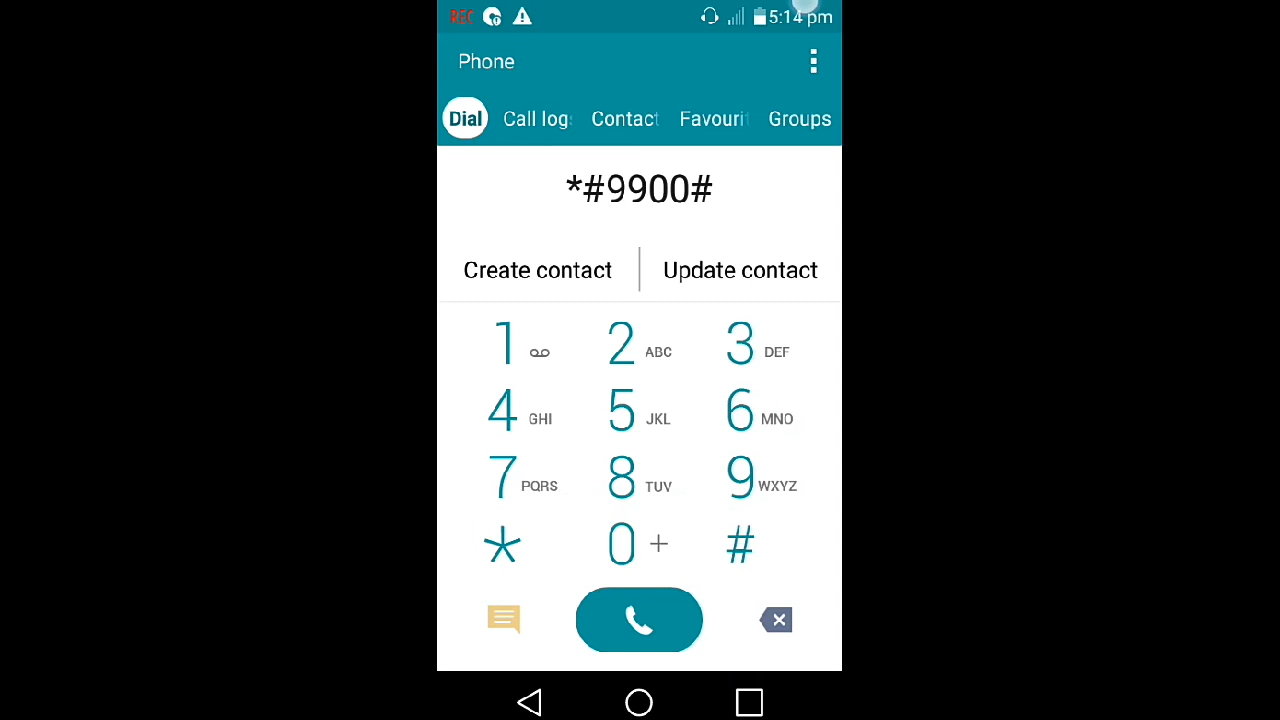 REC 5:14 pm
Phone
Dial Call log Contact Favouri Groups
*#9900#
Create contact Update contact
1 2 ABC 3 DEF
4 GHI 5 JKL 6 MNO
7 PQRS 8 TUV 9 WXYZ
* 0 + #